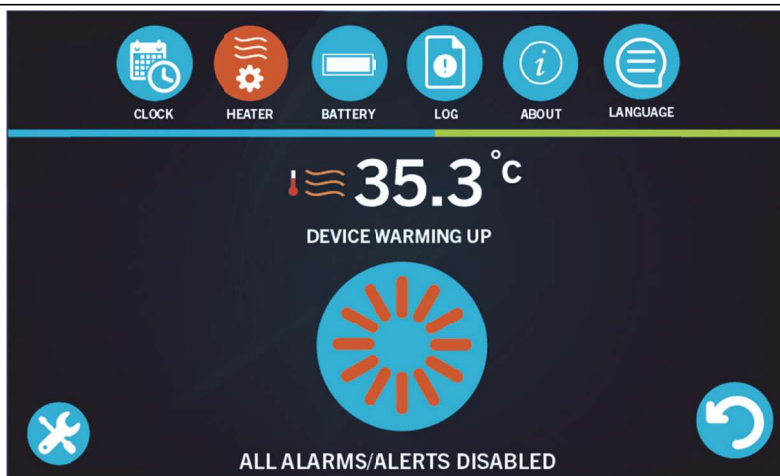 CLOCK HEATER BATTERY LOG ABOUT LANGUAGE
35.3°C
DEVICE WARMING UP
ALL ALARMS/ALERTS DISABLED